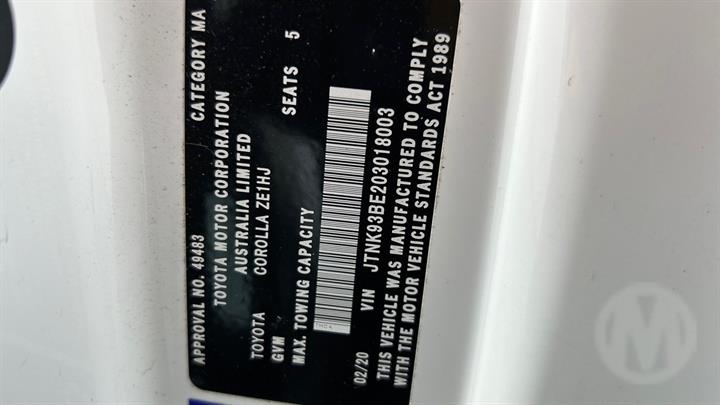 APPROVAL NO. 49483 CATEGORY MA
TOYOTA MOTOR CORPORATION
AUSTRALIA LIMITED
TOYOTA COROLLA ZE1HJ
GVM SEATS 5
MAX. TOWING CAPACITY
02/20 VIN JTNK93BE203018003
THIS VEHICLE WAS MANUFACTURED TO COMPLY
WITH THE MOTOR VEHICLE STANDARDS ACT 1989
M